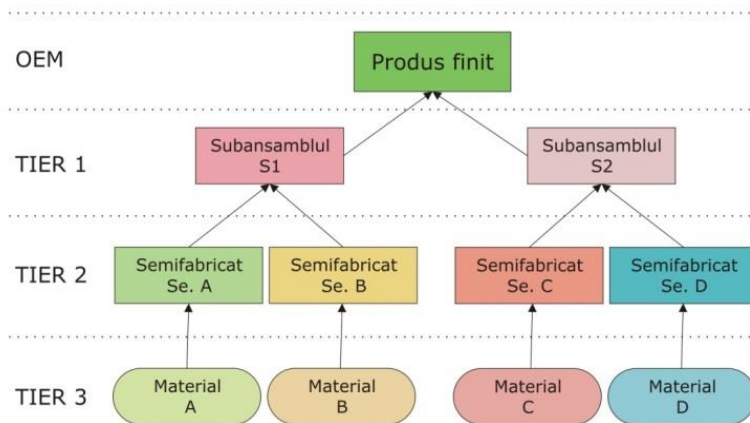 OEM
Produs finit
TIER 1
Subansamblul
S1
Subansamblul
S2
TIER 2
Semifabricat
Se. A
Semifabricat
Se. B
Semifabricat
Se. C
Semifabricat
Se. D
TIER 3
Material
A
Material
B
Material
C
Material
D